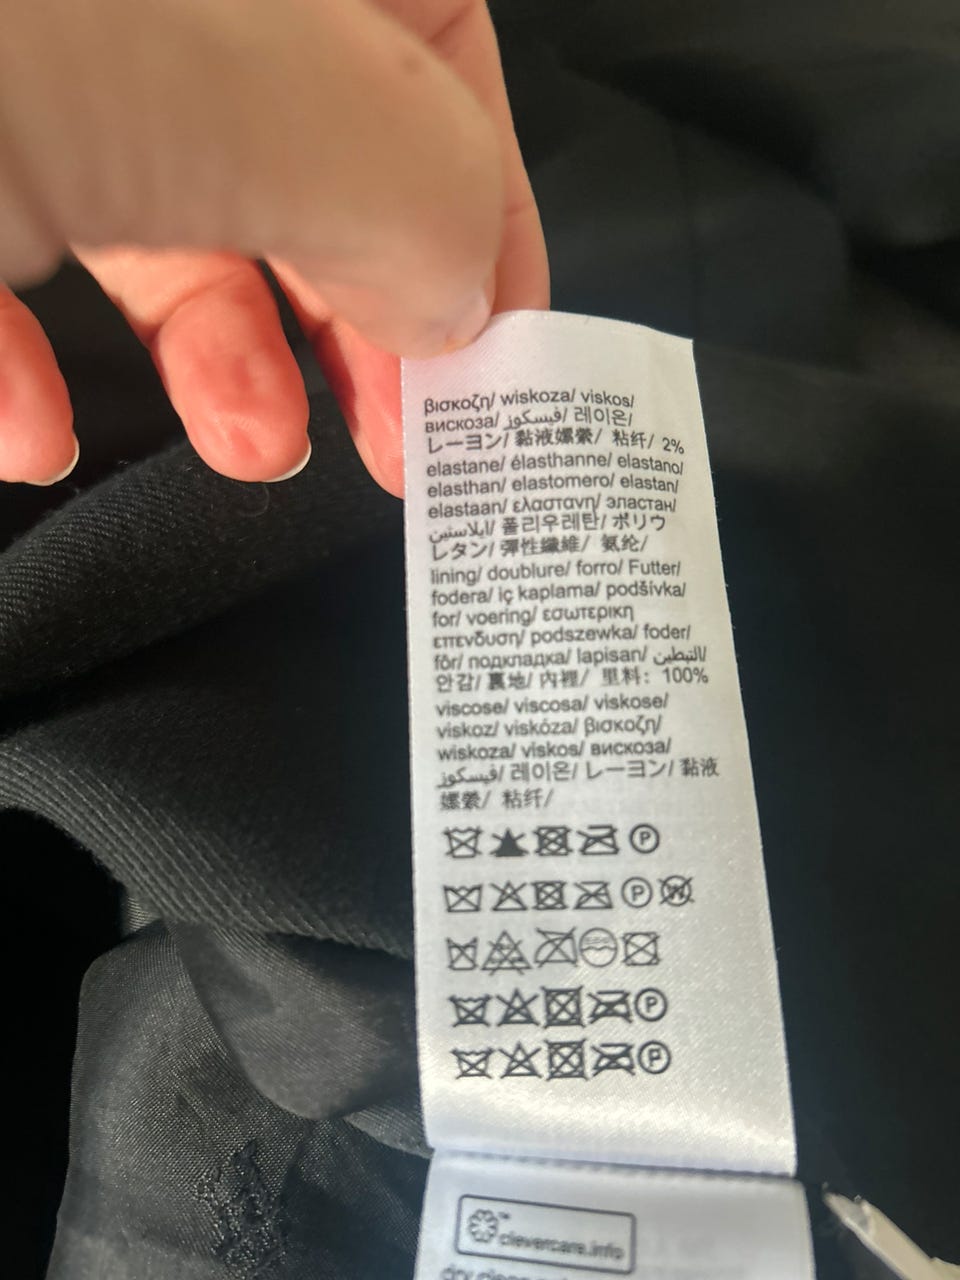 βισκοζη/ wiskoza/ viskos/
вискоза/ فيسكوز/ 레이온/
レーヨン/ 黏液嫘縈/ 粘纤/ 2%
elastane/ élasthanne/ elastano/
elasthan/ elastomero/ elastan/
elastaan/ ελαστανη/ эластан/
ايلاستين/ 폴리우레탄/ ポリウ
レタン/ 彈性纖維/ 氨纶/
lining/ doublure/ forro/ Futter/
fodera/ iç kaplama/ podšívka/
for/ voering/ εσωτερικη
επενδυση/ podszewka/ foder/
fôr/ подкладка/ lapisan/ التبطين/
안감/ 裏地/ 內裡/ 里料: 100%
viscose/ viscosa/ viskose/
viskoz/ viskóza/ βισκοζη/
wiskoza/ viskos/ вискоза/
فيسكوز/ 레이온/ レーヨン/ 黏液
嫘縈/ 粘纤/
P
P W
P
P
clevercare.info
dry clean